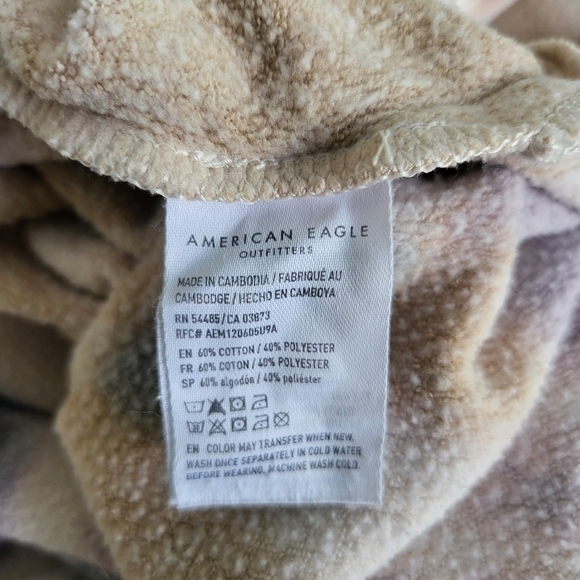 AMERICAN EAGLE
OUTFITTERS
MADE IN CAMBODIA / FABRIQUÉ AU
CAMBODGE / HECHO EN CAMBOYA
RN 54485 / CA 03873
RFC# AEM120605U9A
EN 60% COTTON / 40% POLYESTER
FR 60% COTON / 40% POLYESTER
SP 60% algodón / 40% poliéster
EN COLOR MAY TRANSFER WHEN NEW.
WASH ONCE SEPARATELY IN COLD WATER
BEFORE WEARING. MACHINE WASH COLD.